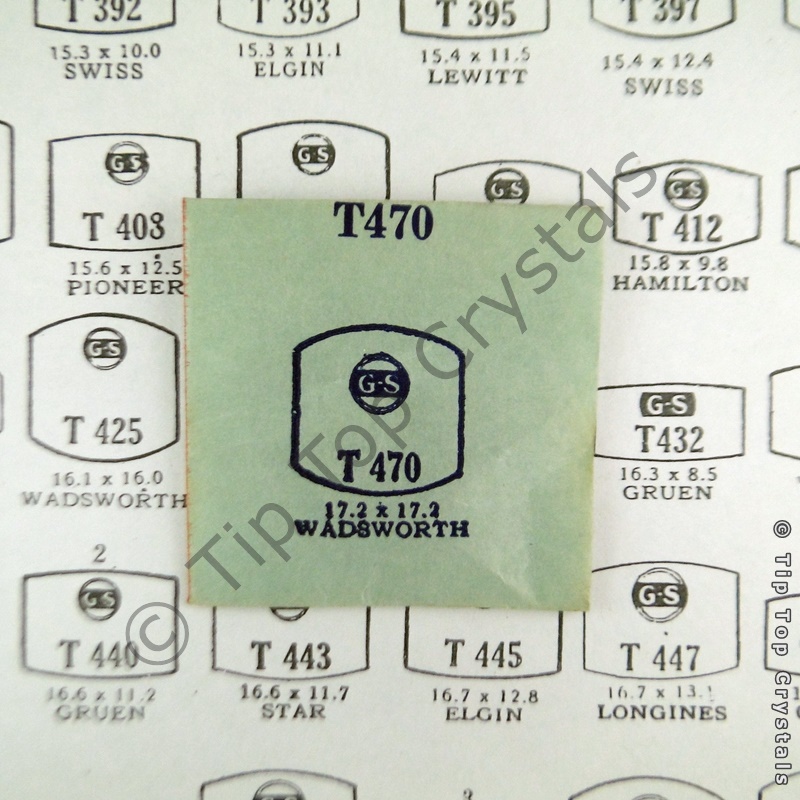 T 392
T 393
T 395
T 397
15.3 x 10.0
SWISS
15.3 x 11.1
ELGIN
15.4 x 11.5
LEWITT
15.4 x 12.4
SWISS
G-S
T 408
15.6 x 12.5
PIONEER
G-S
G-S
G-S
T 412
15.8 x 9.8
HAMILTON
T470
G-S
T 470
17.2 x 17.2
WADSWORTH
G-S
T 425
16.1 x 16.0
WADSWORTH
G-S
T432
16.3 x 8.5
GRUEN
2
G-S
T 440
16.6 x 11.2
GRUEN
T 443
16.6 x 11.7
STAR
T 445
16.7 x 12.8
ELGIN
G-S
T 447
16.7 x 13.1
LONGINES
© Tip Top Crystals
© Tip Top Crystals